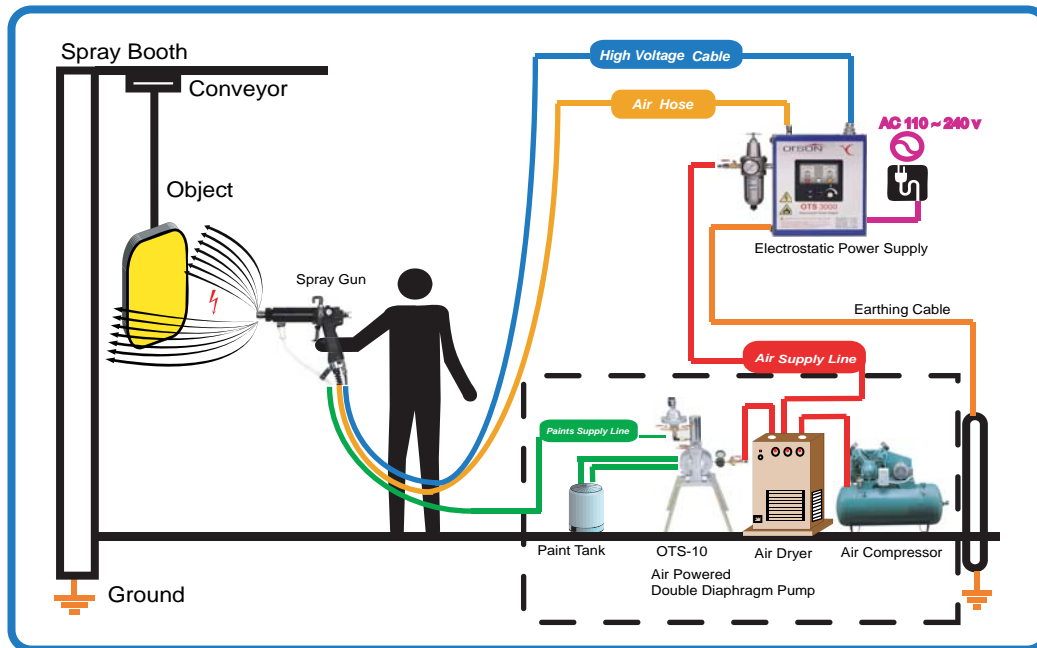 Spray Booth
Conveyor
Object
Spray Gun
High Voltage Cable
Air Hose
AC 110 ~ 240 v
orson
OTS 3000
Electrostatic Power Supply
Earthing Cable
Air Supply Line
Paints Supply Line
Paint Tank
OTS-10
Air Powered
Double Diaphragm Pump
Air Dryer
Air Compressor
Ground